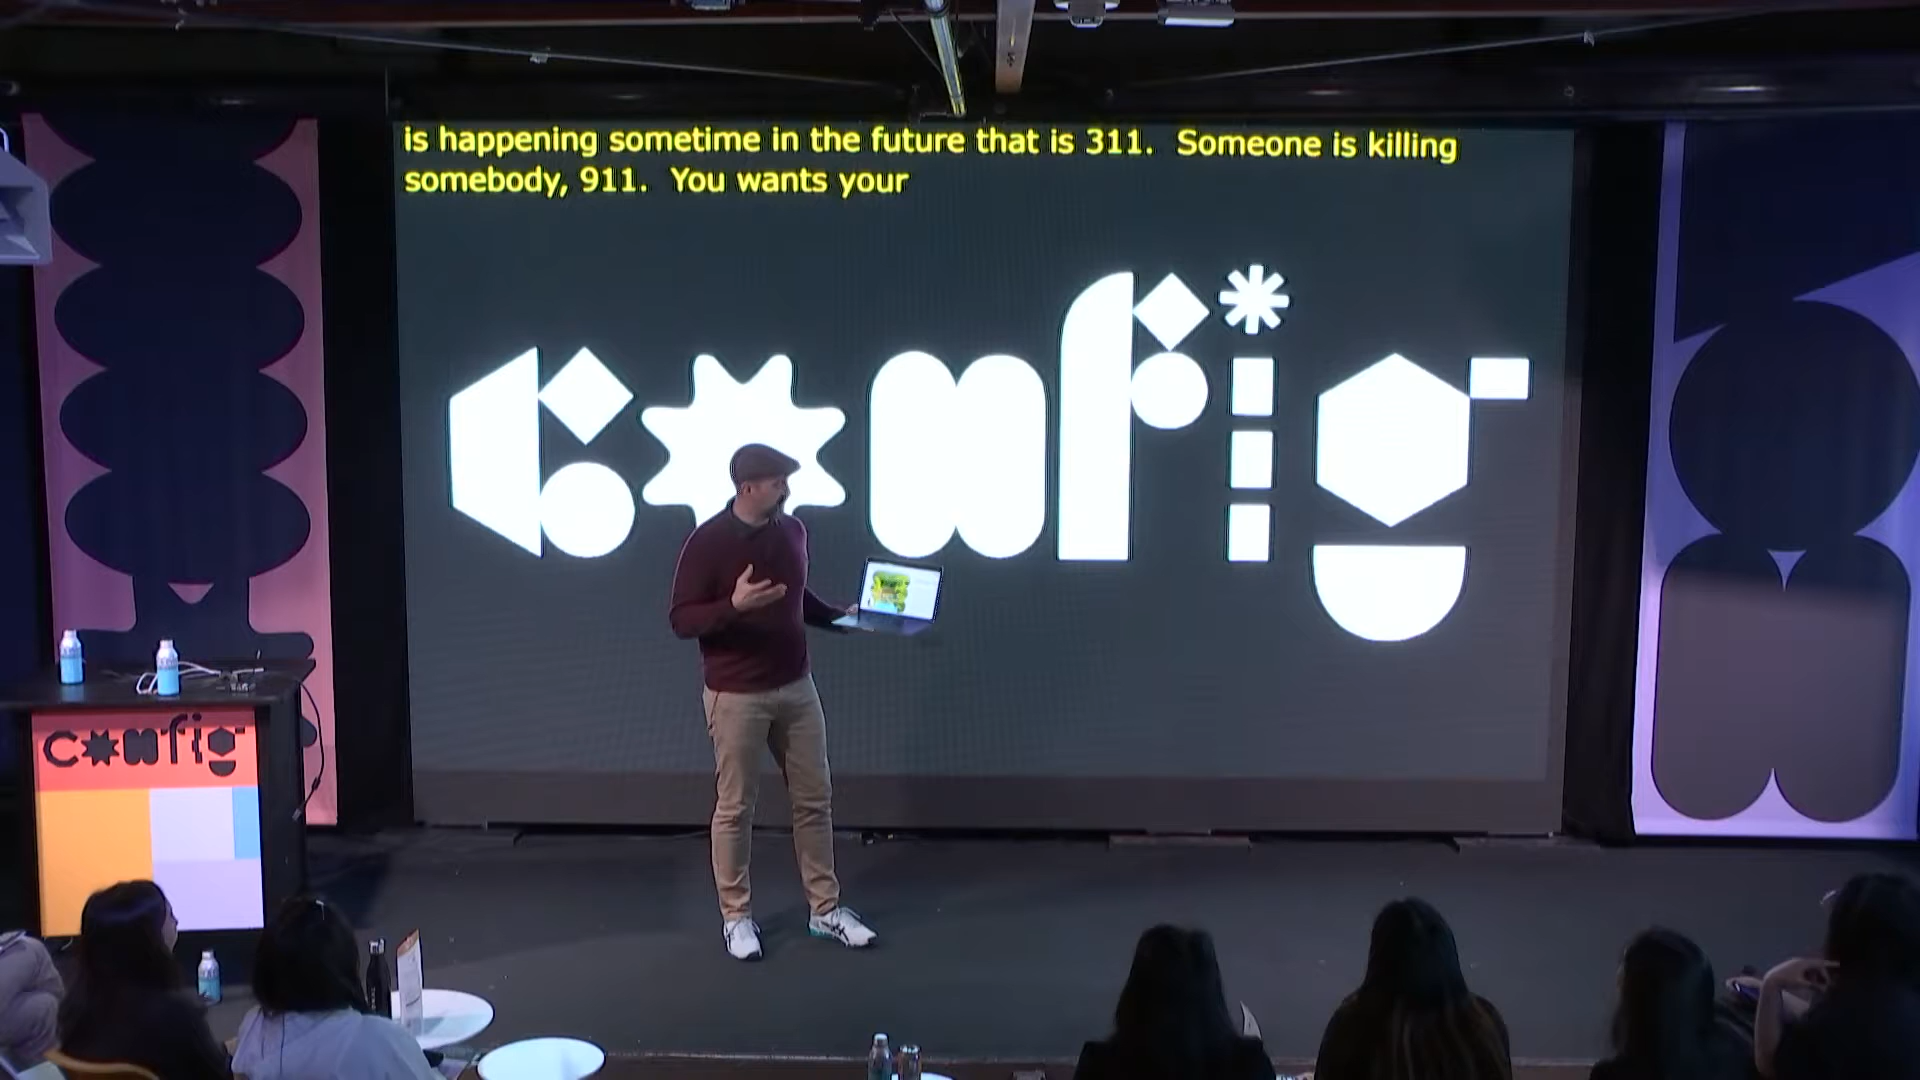 is happening sometime in the future that is 311.  Someone is killing
somebody, 911.  You wants your
Config
Config